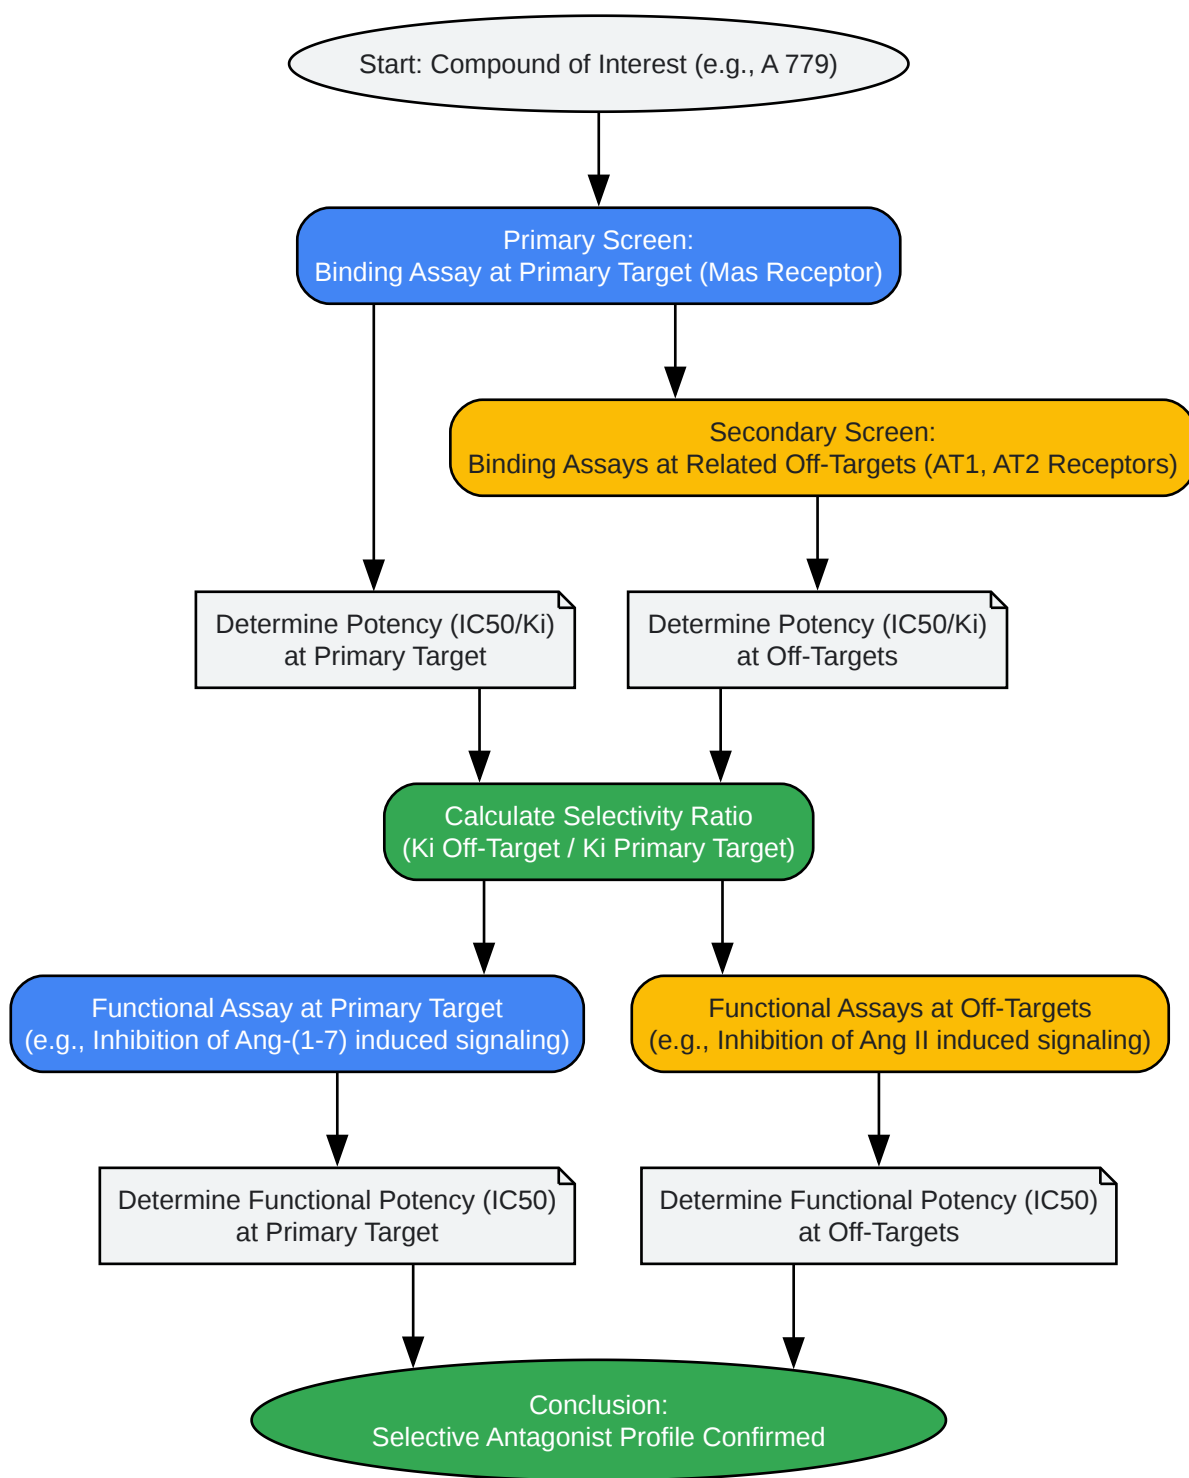 Start: Compound of Interest (e.g., A 779)
Primary Screen:
Binding Assay at Primary Target (Mas Receptor)
Secondary Screen:
Binding Assays at Related Off-Targets (AT1, AT2 Receptors)
Determine Potency (IC50/Ki)
at Primary Target
Determine Potency (IC50/Ki)
at Off-Targets
Calculate Selectivity Ratio
(Ki Off-Target / Ki Primary Target)
Functional Assay at Primary Target
(e.g., Inhibition of Ang-(1-7) induced signaling)
Functional Assays at Off-Targets
(e.g., Inhibition of Ang II induced signaling)
Determine Functional Potency (IC50)
at Primary Target
Determine Functional Potency (IC50)
at Off-Targets
Conclusion:
Selective Antagonist Profile Confirmed